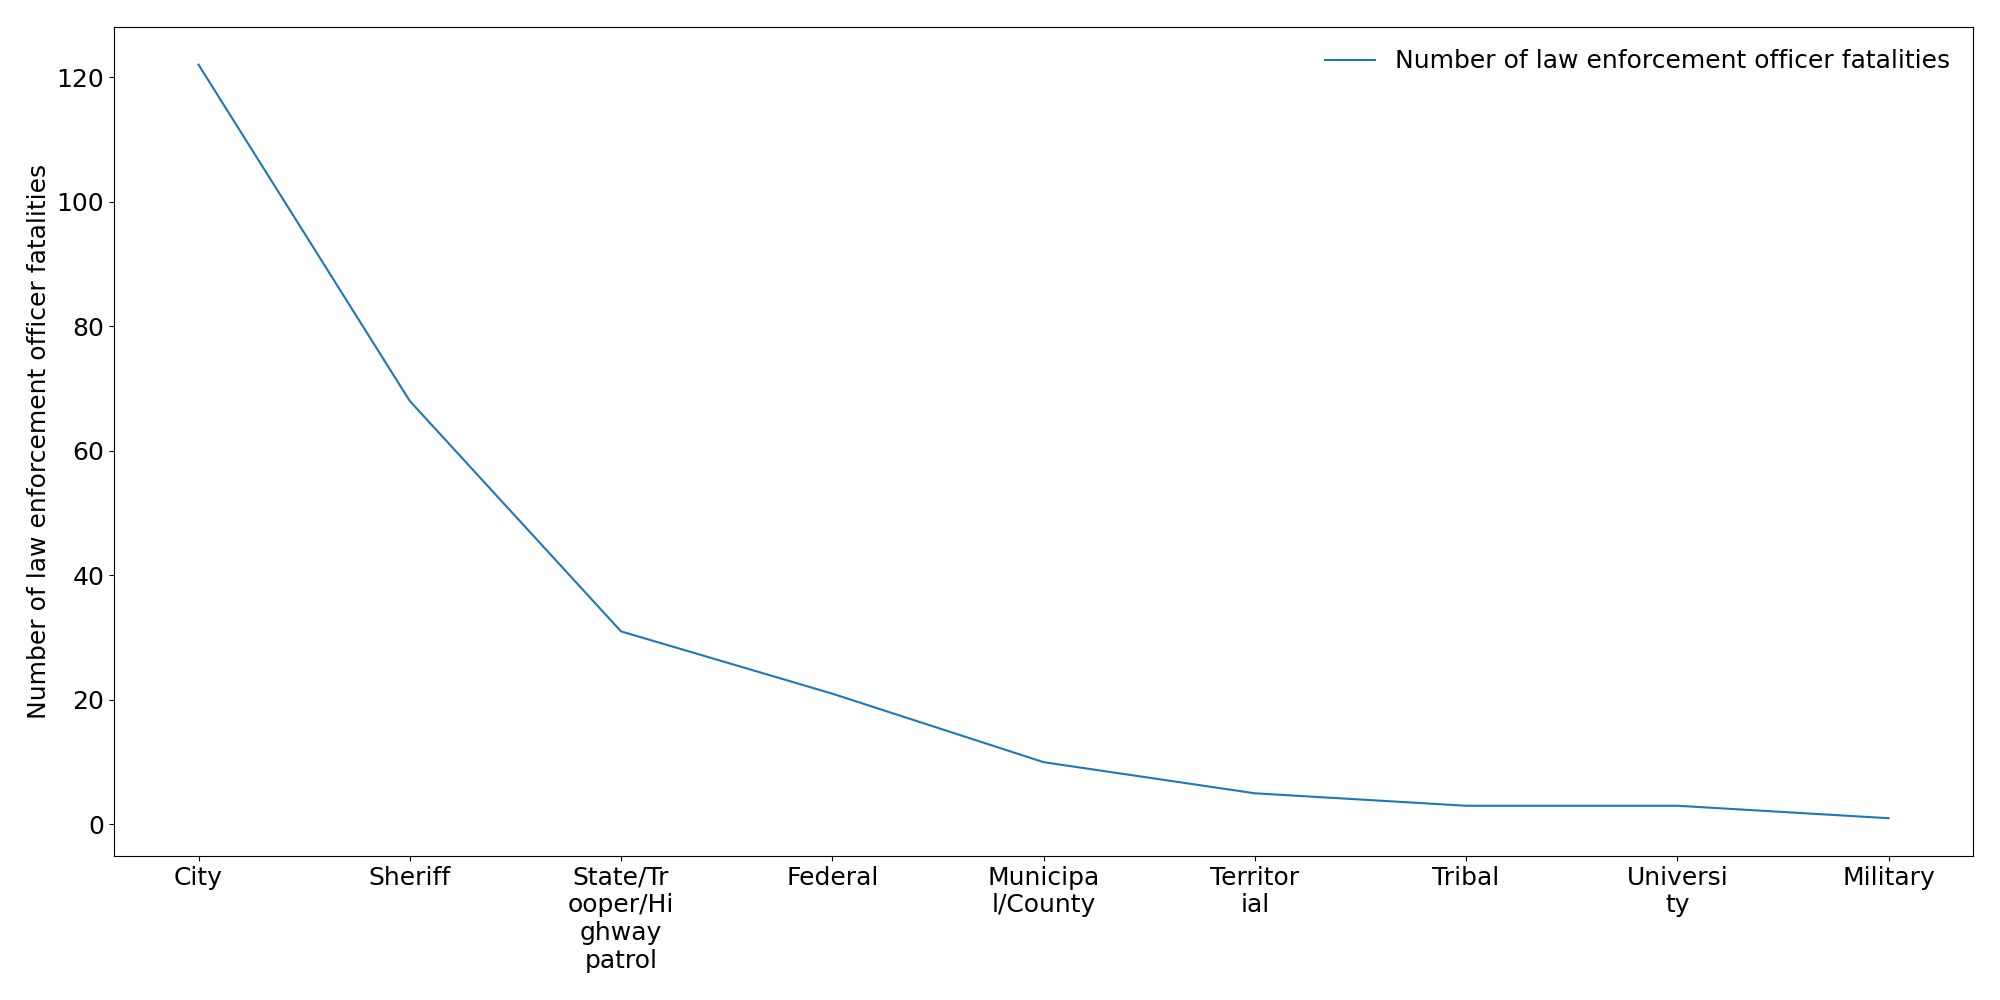 Number of law enforcement officer fatalities
Number of law enforcement officer fatalities
120
100
80
60
40
20
0
City
Sheriff
State/Tr
ooper/Hi
ghway
patrol
Federal
Municipa
l/County
Territor
ial
Tribal
Universi
ty
Military